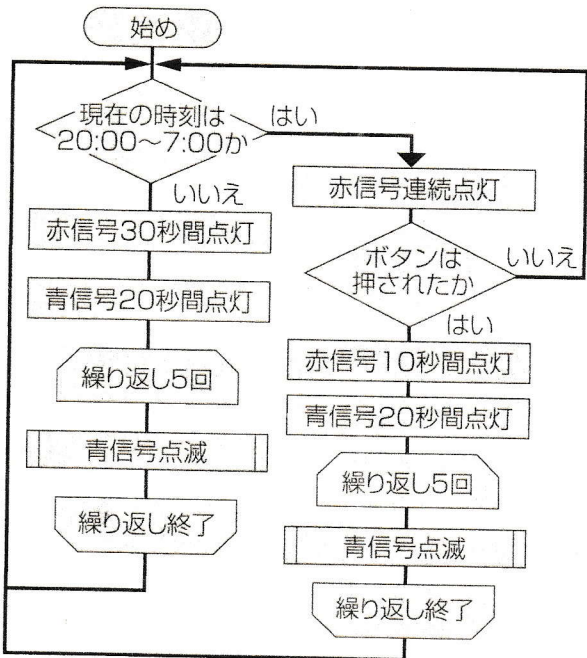 始め
現在の時刻は
20:00～7:00か
はい
いいえ
赤信号30秒間点灯
青信号20秒間点灯
繰り返し5回
青信号点滅
繰り返し終了
赤信号連続点灯
ボタンは
押されたか
いいえ
はい
赤信号10秒間点灯
青信号20秒間点灯
繰り返し5回
青信号点滅
繰り返し終了